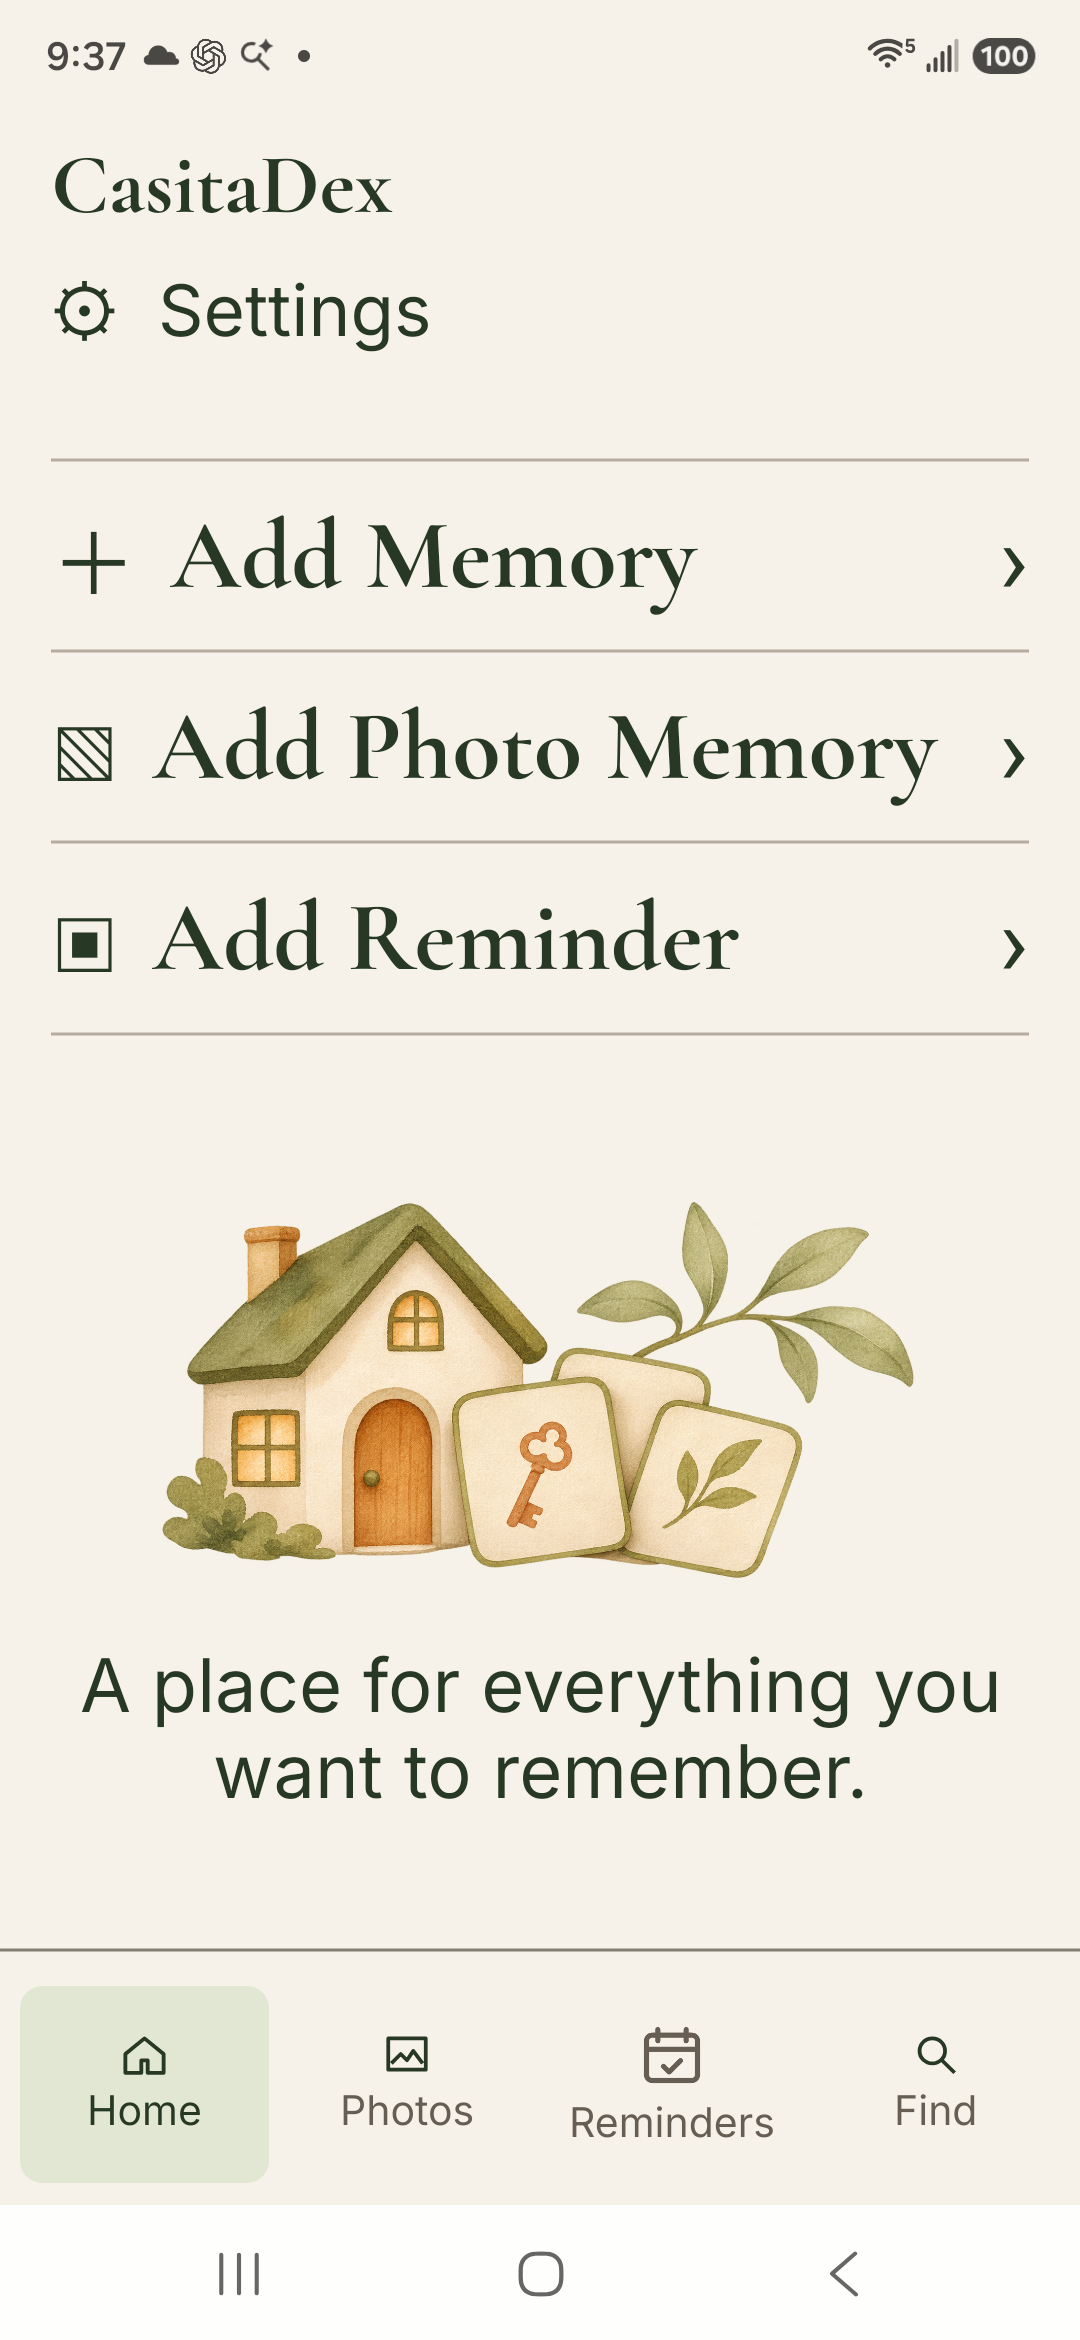 9:37
5
100
CasitaDex
Settings
Add Memory
Add Photo Memory
Add Reminder
A place for everything you
want to remember.
Home
Photos
Reminders
Find